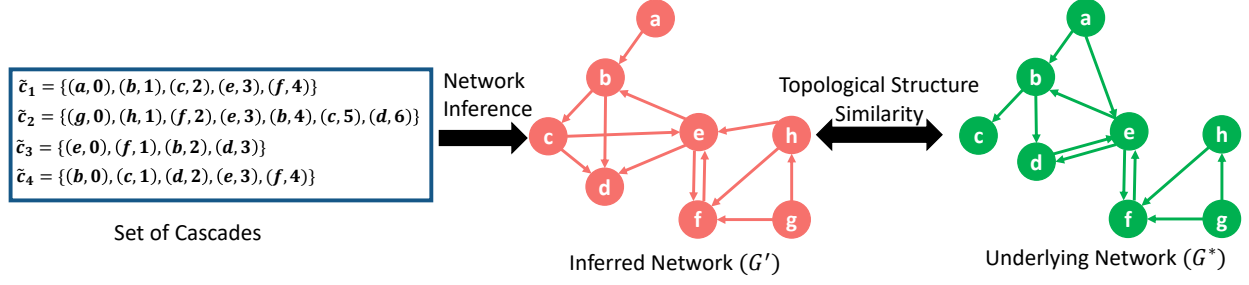 c̃₁ = {(a, 0), (b, 1), (c, 2), (e, 3), (f, 4)}
c̃₂ = {(g, 0), (h, 1), (f, 2), (e, 3), (b, 4), (c, 5), (d, 6)}
c̃₃ = {(e, 0), (f, 1), (b, 2), (d, 3)}
c̃₄ = {(b, 0), (c, 1), (d, 2), (e, 3), (f, 4)}
Set of Cascades
Network
Inference
a
b
c
e
h
d
f
g
Inferred Network (G′)
Topological Structure
Similarity
a
b
c
e
h
d
f
g
Underlying Network (G*)